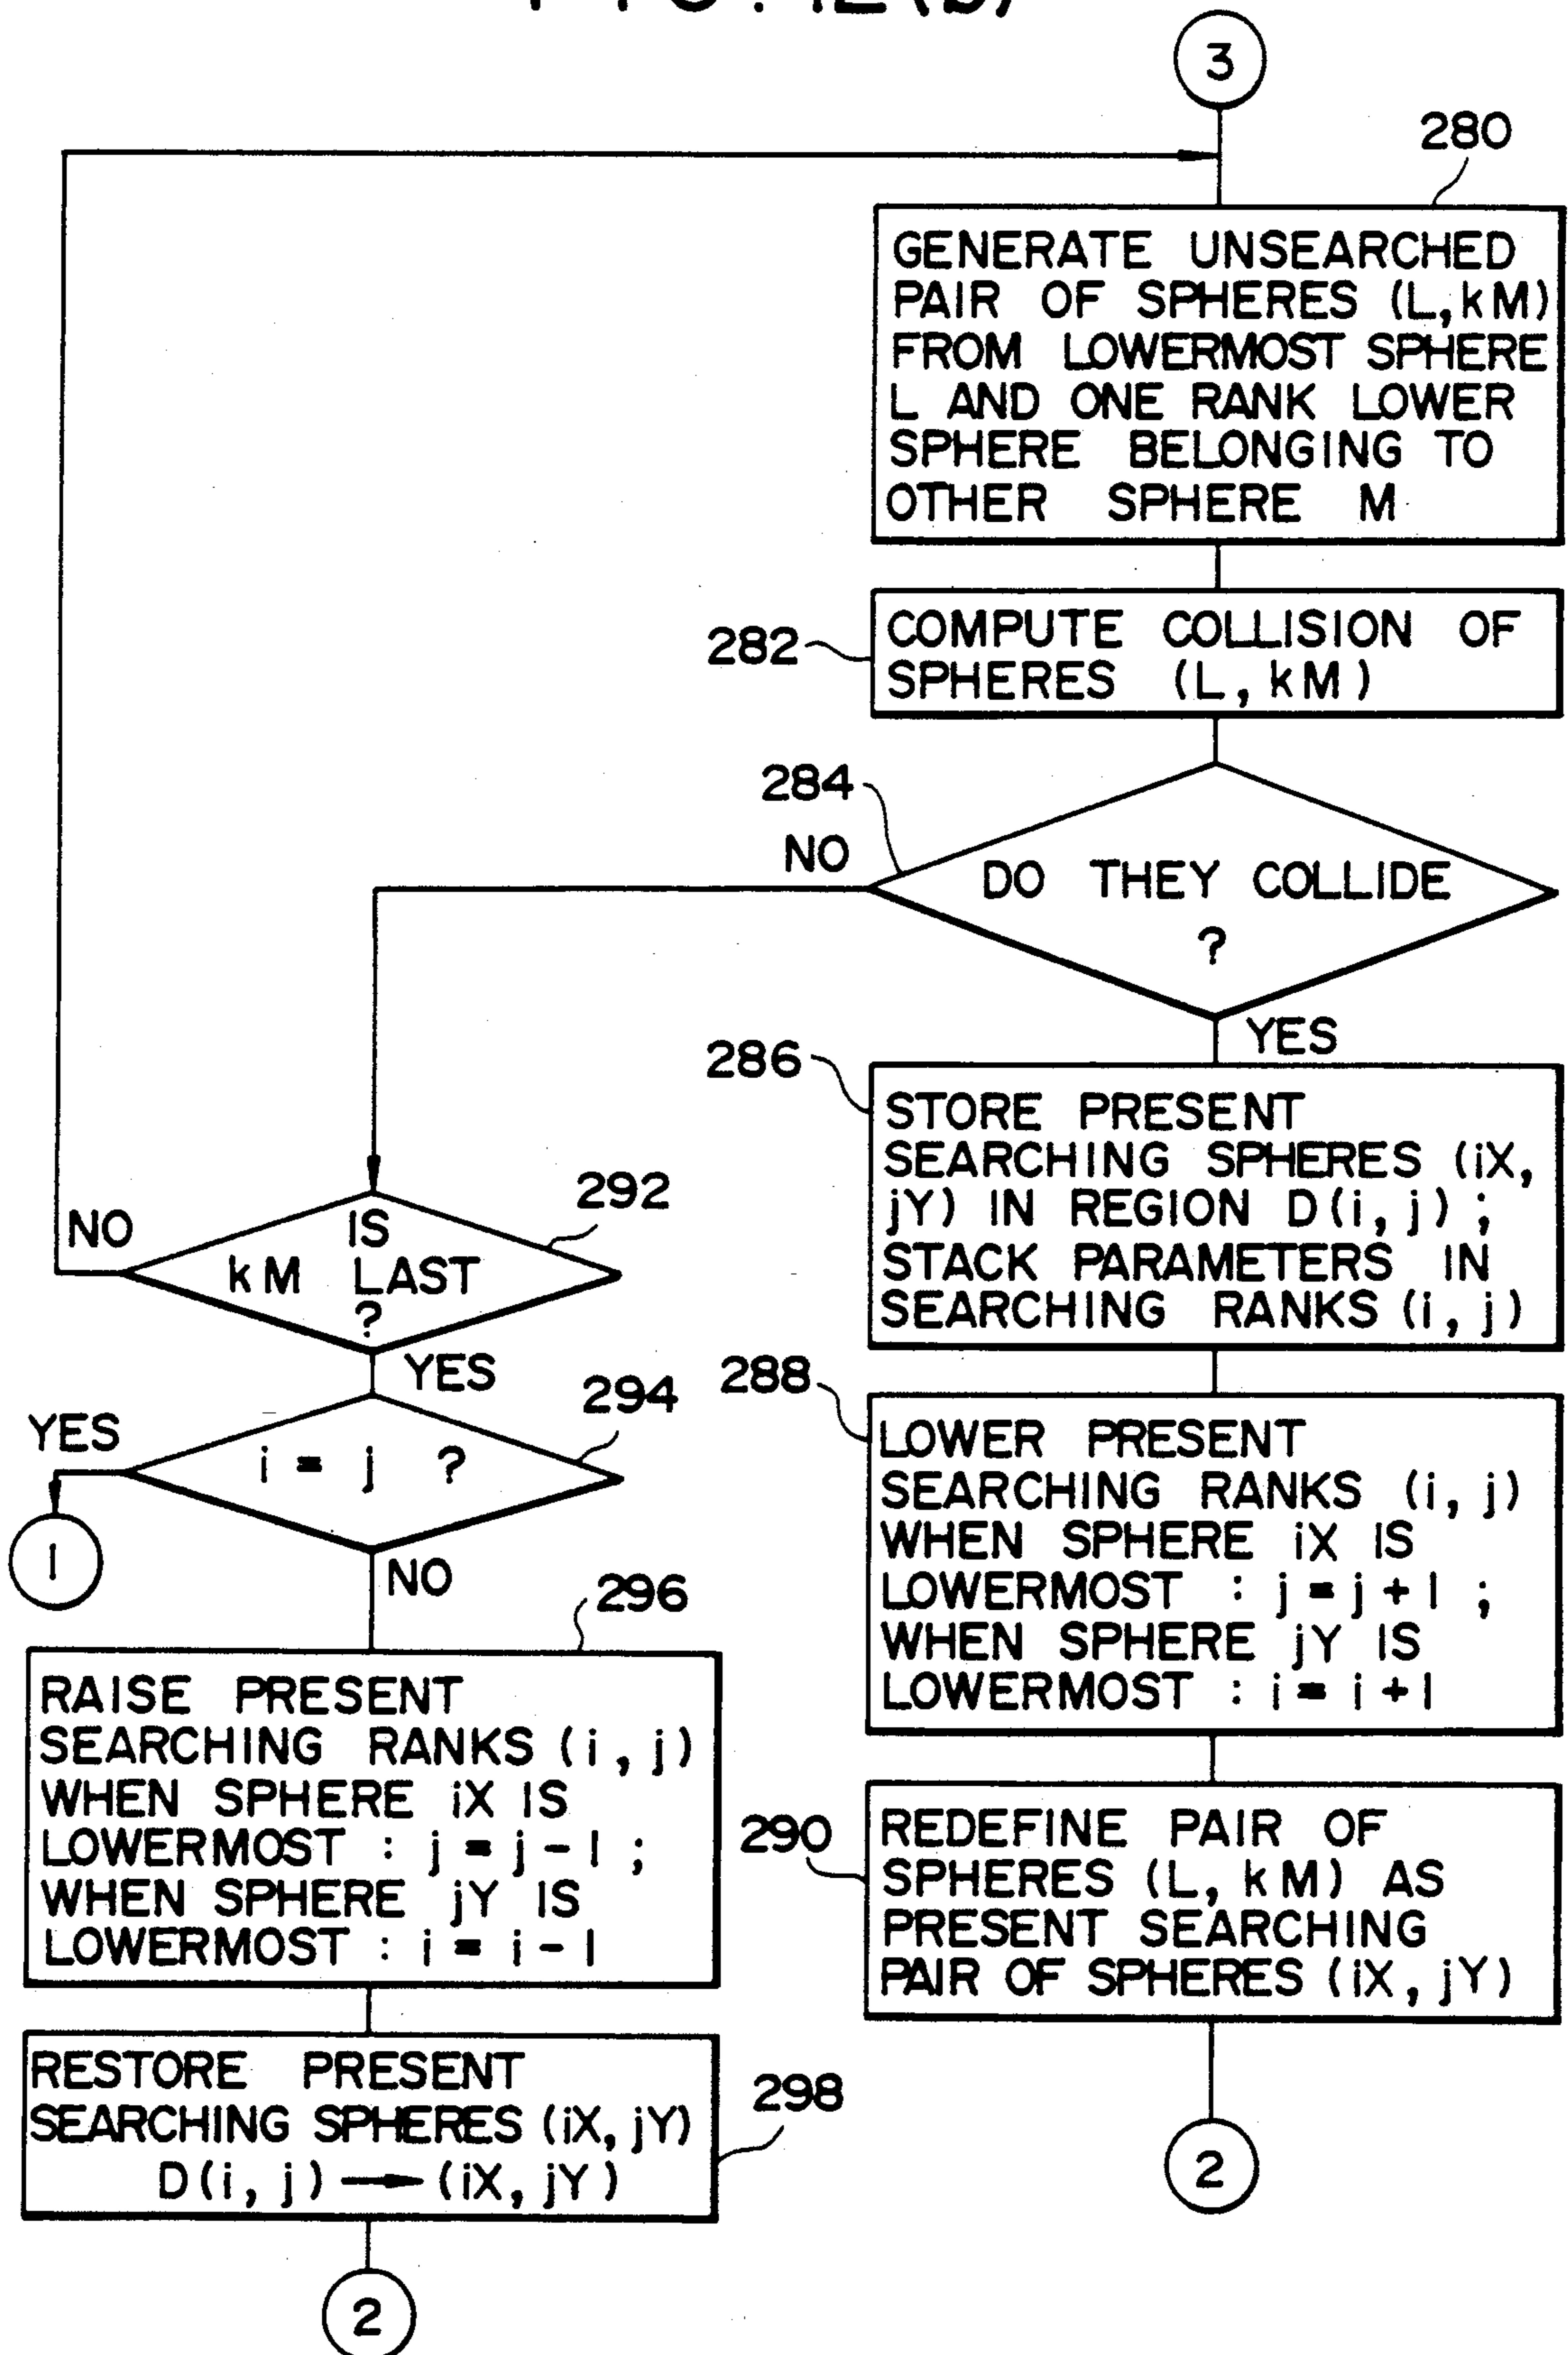 3
280
GENERATE UNSEARCHED
PAIR OF SPHERES (L, kM)
FROM LOWERMOST SPHERE
L AND ONE RANK LOWER
SPHERE BELONGING TO
OTHER SPHERE M
282
COMPUTE COLLISION OF
SPHERES (L, kM)
284
NO
DO THEY COLLIDE
?
YES
286
STORE PRESENT
SEARCHING SPHERES (iX,
jY) IN REGION D(i, j) ;
STACK PARAMETERS IN
SEARCHING RANKS (i, j)
288
LOWER PRESENT
SEARCHING RANKS (i, j)
WHEN SPHERE iX IS
LOWERMOST : j = j + 1 ;
WHEN SPHERE jY IS
LOWERMOST : i = i + 1
290
REDEFINE PAIR OF
SPHERES (L, kM) AS
PRESENT SEARCHING
PAIR OF SPHERES (iX, jY)
2
292
NO
IS
kM LAST
?
YES
294
YES
i = j ?
1
NO
296
RAISE PRESENT
SEARCHING RANKS (i, j)
WHEN SPHERE iX IS
LOWERMOST : j = j - 1 ;
WHEN SPHERE jY IS
LOWERMOST : i = i - 1
298
RESTORE PRESENT
SEARCHING SPHERES (iX, jY)
D(i, j) → (iX, jY)
2